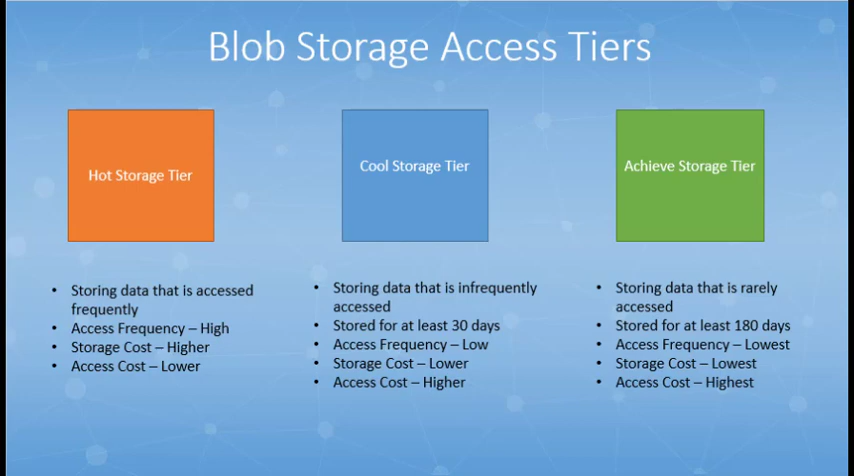 Blob Storage Access Tiers
Hot Storage Tier
Cool Storage Tier
Achieve Storage Tier
• Storing data that is accessed
frequently
• Access Frequency – High
• Storage Cost – Higher
• Access Cost – Lower
• Storing data that is infrequently
accessed
• Stored for at least 30 days
• Access Frequency – Low
• Storage Cost – Lower
• Access Cost – Higher
• Storing data that is rarely
accessed
• Stored for at least 180 days
• Access Frequency – Lowest
• Storage Cost – Lowest
• Access Cost – Highest